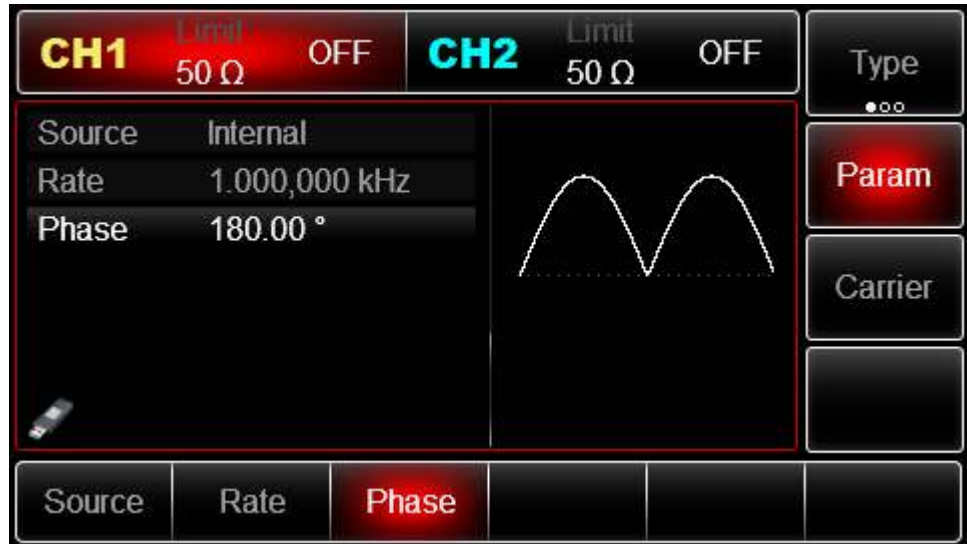 CH1 Limit 50 Ω OFF CH2 Limit 50 Ω OFF
Type
Source Internal
Rate 1.000,000 kHz
Phase 180.00 °
Param
Carrier
Source Rate Phase